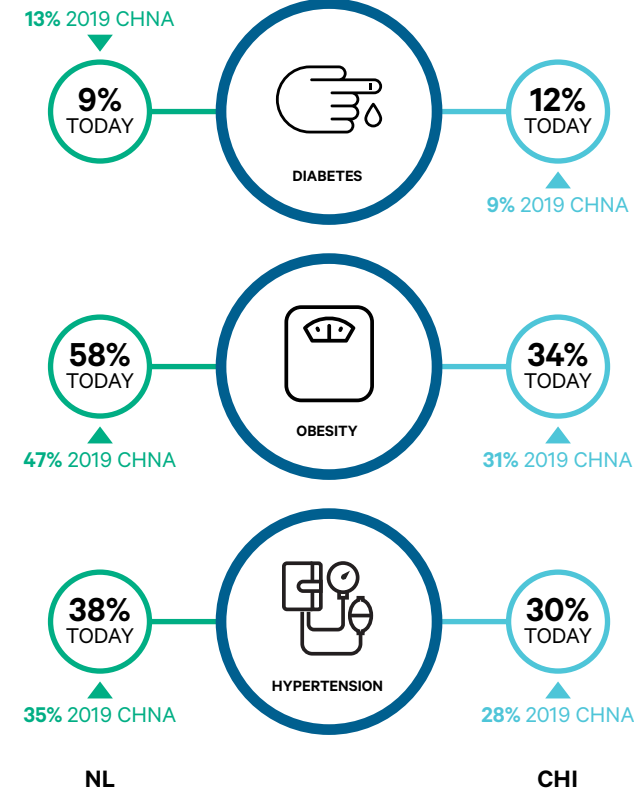 13% 2019 CHNA
9%
TODAY
DIABETES
12%
TODAY
9% 2019 CHNA
58%
TODAY
47% 2019 CHNA
OBESITY
34%
TODAY
31% 2019 CHNA
38%
TODAY
35% 2019 CHNA
HYPERTENSION
30%
TODAY
28% 2019 CHNA
NL
CHI